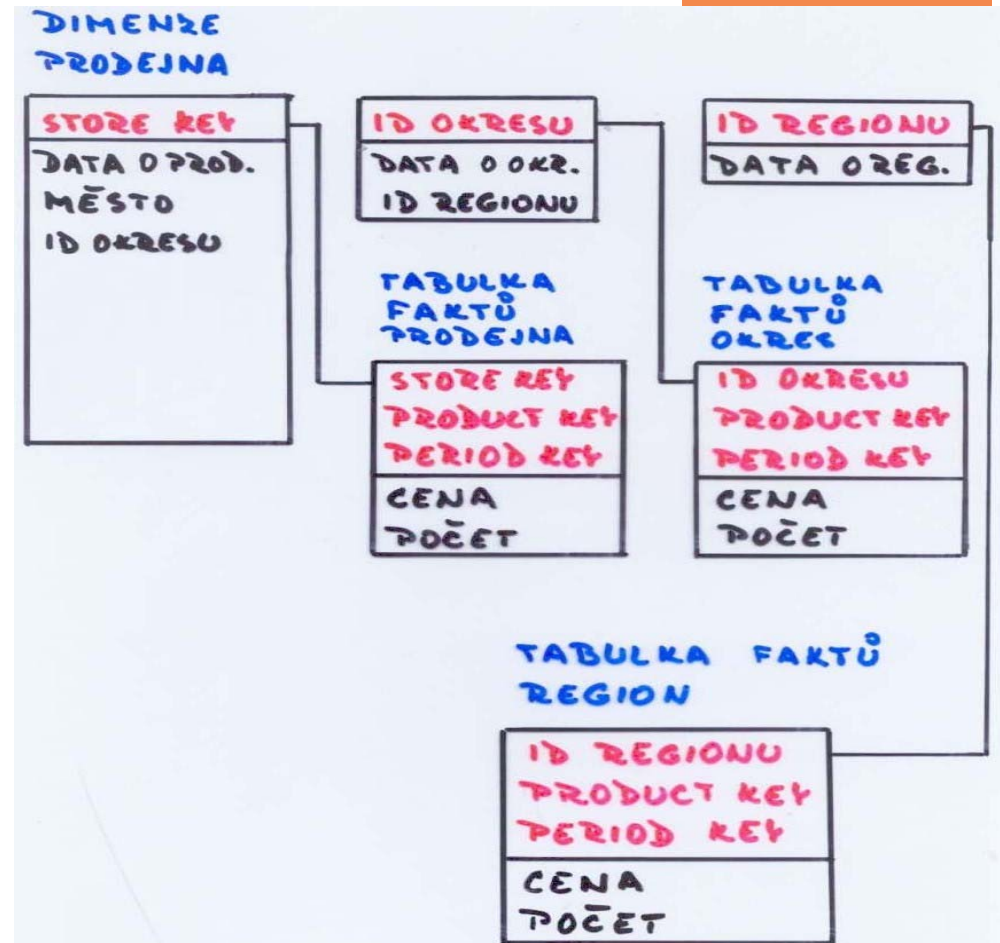 DIMENZE
PRODEJNA
STORE KEY
DATA O PROD.
MĚSTO
ID OKRESU
ID OKRESU
DATA O OKR.
ID REGIONU
ID REGIONU
DATA O REG.
TABULKA
FAKTŮ
PRODEJNA
STORE KEY
PRODUCT KEY
PERIOD KEY
CENA
POČET
TABULKA
FAKTŮ
OKRES
ID OKRESU
PRODUCT KEY
PERIOD KEY
CENA
POČET
TABULKA FAKTŮ
REGION
ID REGIONU
PRODUCT KEY
PERIOD KEY
CENA
POČET